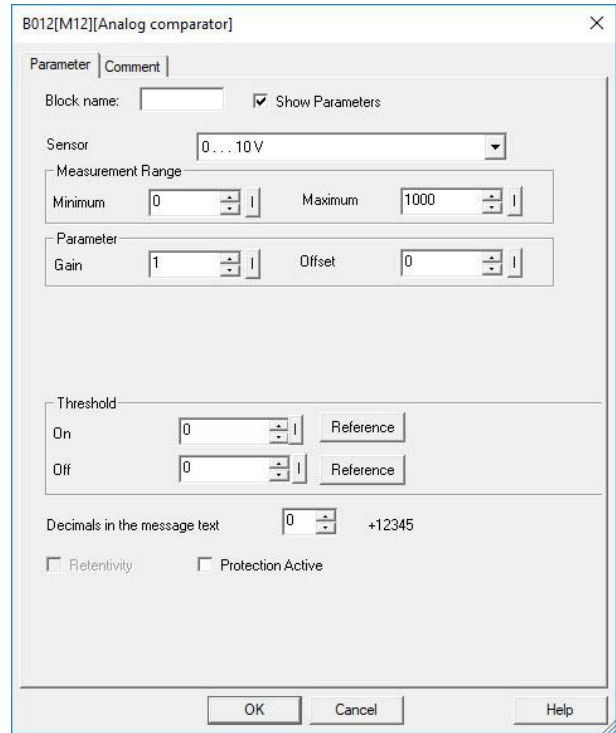 B012[M12][Analog comparator]
Parameter Comment
Block name: Show Parameters
Sensor 0...10V
Measurement Range
Minimum 0 Maximum 1000
Parameter
Gain 1 Offset 0
Threshold
On 0 Reference
Off 0 Reference
Decimals in the message text 0 +12345
Retentivity Protection Active
OK Cancel Help